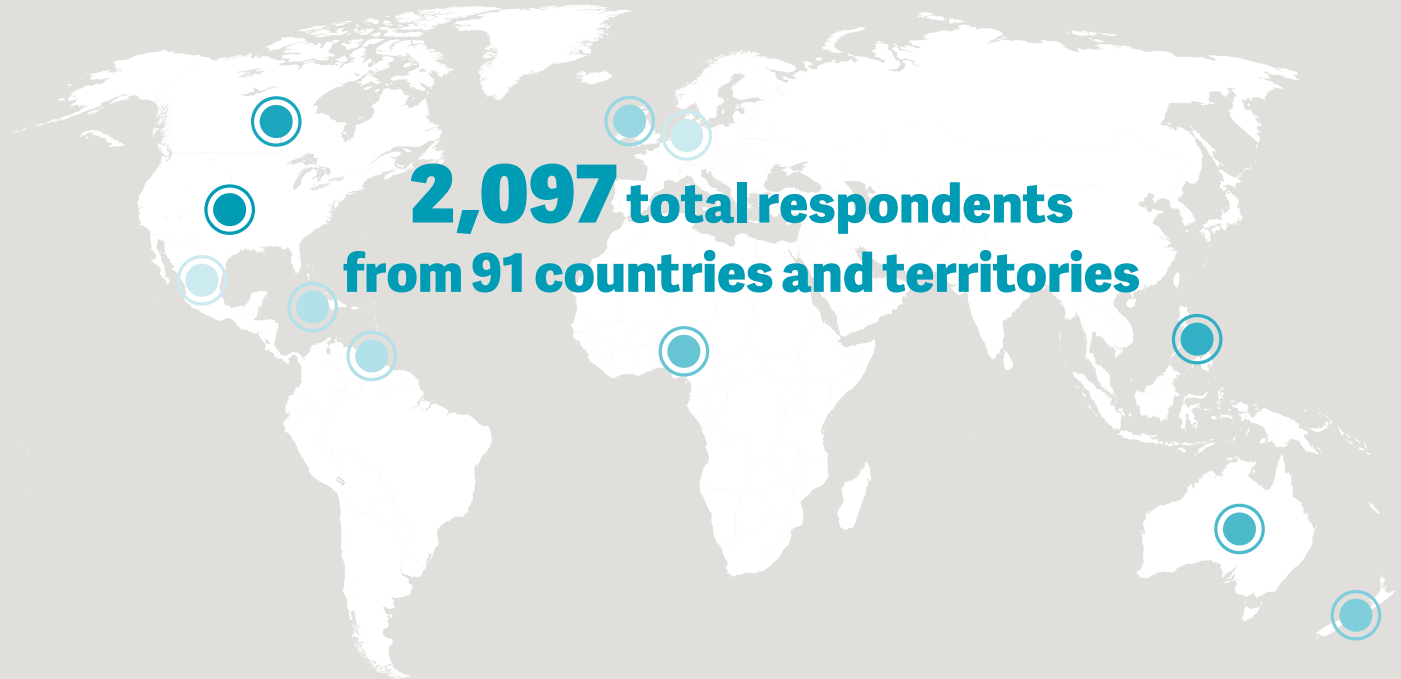 2,097 total respondents
from 91 countries and territories